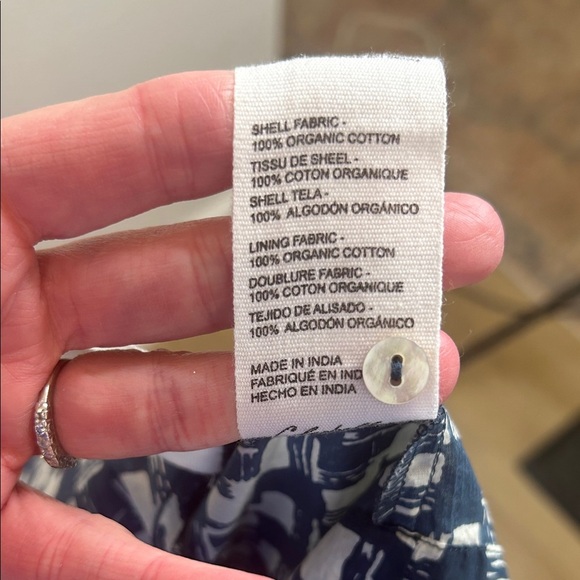 SHELL FABRIC -
100% ORGANIC COTTON
TISSU DE SHEEL -
100% COTON ORGANIQUE
SHELL TELA -
100% ALGODÓN ORGÁNICO
LINING FABRIC -
100% ORGANIC COTTON
DOUBLURE FABRIC -
100% COTON ORGANIQUE
TEJIDO DE ALISADO -
100% ALGODÓN ORGÁNICO
MADE IN INDIA
FABRIQUÉ EN IND
HECHO EN INDIA